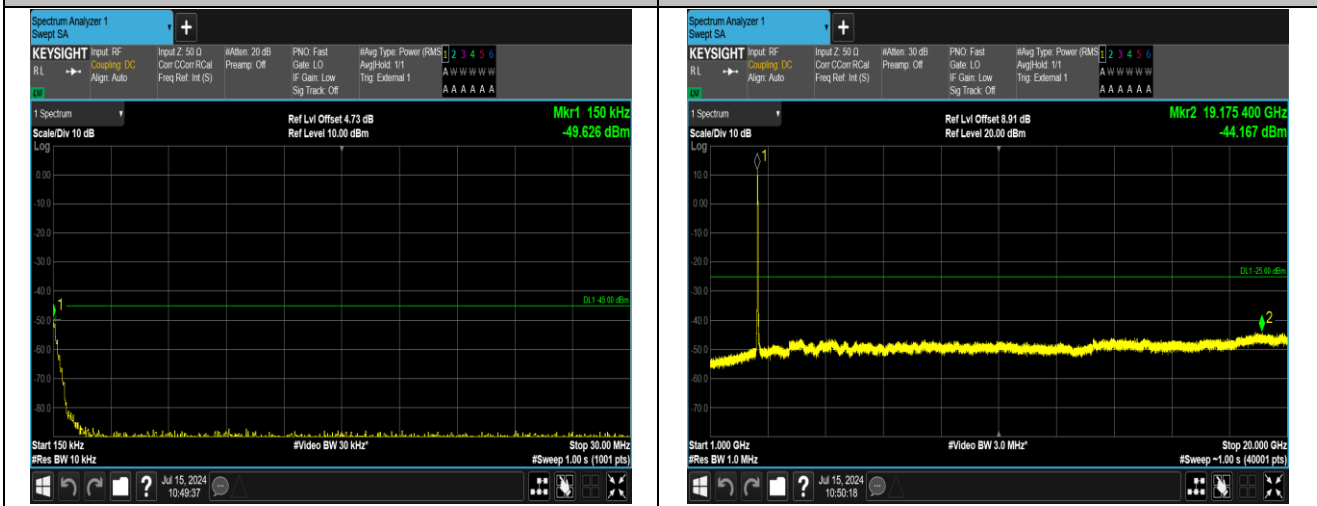 Spectrum Analyzer 1
Swept SA
+
KEYSIGHT
RL
LXI
Input: RF
Coupling: DC
Align: Auto
Input Z: 50 Ω
Corr CCorr RCal
Freq Ref: Int (S)
#Atten: 20 dB
Preamp: Off
PNO: Fast
Gate: LO
IF Gain: Low
Sig Track: Off
#Avg Type: Power (RMS
Avg|Hold: 1/1
Trig: External 1
1 2 3 4 5 6
A W W W W W
A A A A A A
1 Spectrum
Scale/Div 10 dB
Ref Lvl Offset 4.73 dB
Ref Level 10.00 dBm
Mkr1 150 kHz
-49.626 dBm
Log
0.00
-10.0
-20.0
-30.0
-40.0
1
DL1 -45.00 dBm
-50.0
-60.0
-70.0
-80.0
Start 150 kHz
#Res BW 10 kHz
#Video BW 30 kHz*
Stop 30.00 MHz
#Sweep 1.00 s (1001 pts)
?
Jul 15, 2024
10:49:37
Spectrum Analyzer 1
Swept SA
+
KEYSIGHT
RL
LXI
Input: RF
Coupling: DC
Align: Auto
Input Z: 50 Ω
Corr CCorr RCal
Freq Ref: Int (S)
#Atten: 30 dB
Preamp: Off
PNO: Fast
Gate: LO
IF Gain: Low
Sig Track: Off
#Avg Type: Power (RMS
Avg|Hold: 1/1
Trig: External 1
1 2 3 4 5 6
A W W W W W
A A A A A A
1 Spectrum
Scale/Div 10 dB
Ref Lvl Offset 8.91 dB
Ref Level 20.00 dBm
Mkr2 19.175 400 GHz
-44.167 dBm
Log
1
10.0
0.00
-10.0
-20.0
DL1 -25.00 dBm
-30.0
-40.0
2
-50.0
-60.0
-70.0
Start 1.000 GHz
#Res BW 1.0 MHz
#Video BW 3.0 MHz*
Stop 20.000 GHz
#Sweep ~1.00 s (40001 pts)
?
Jul 15, 2024
10:50:18